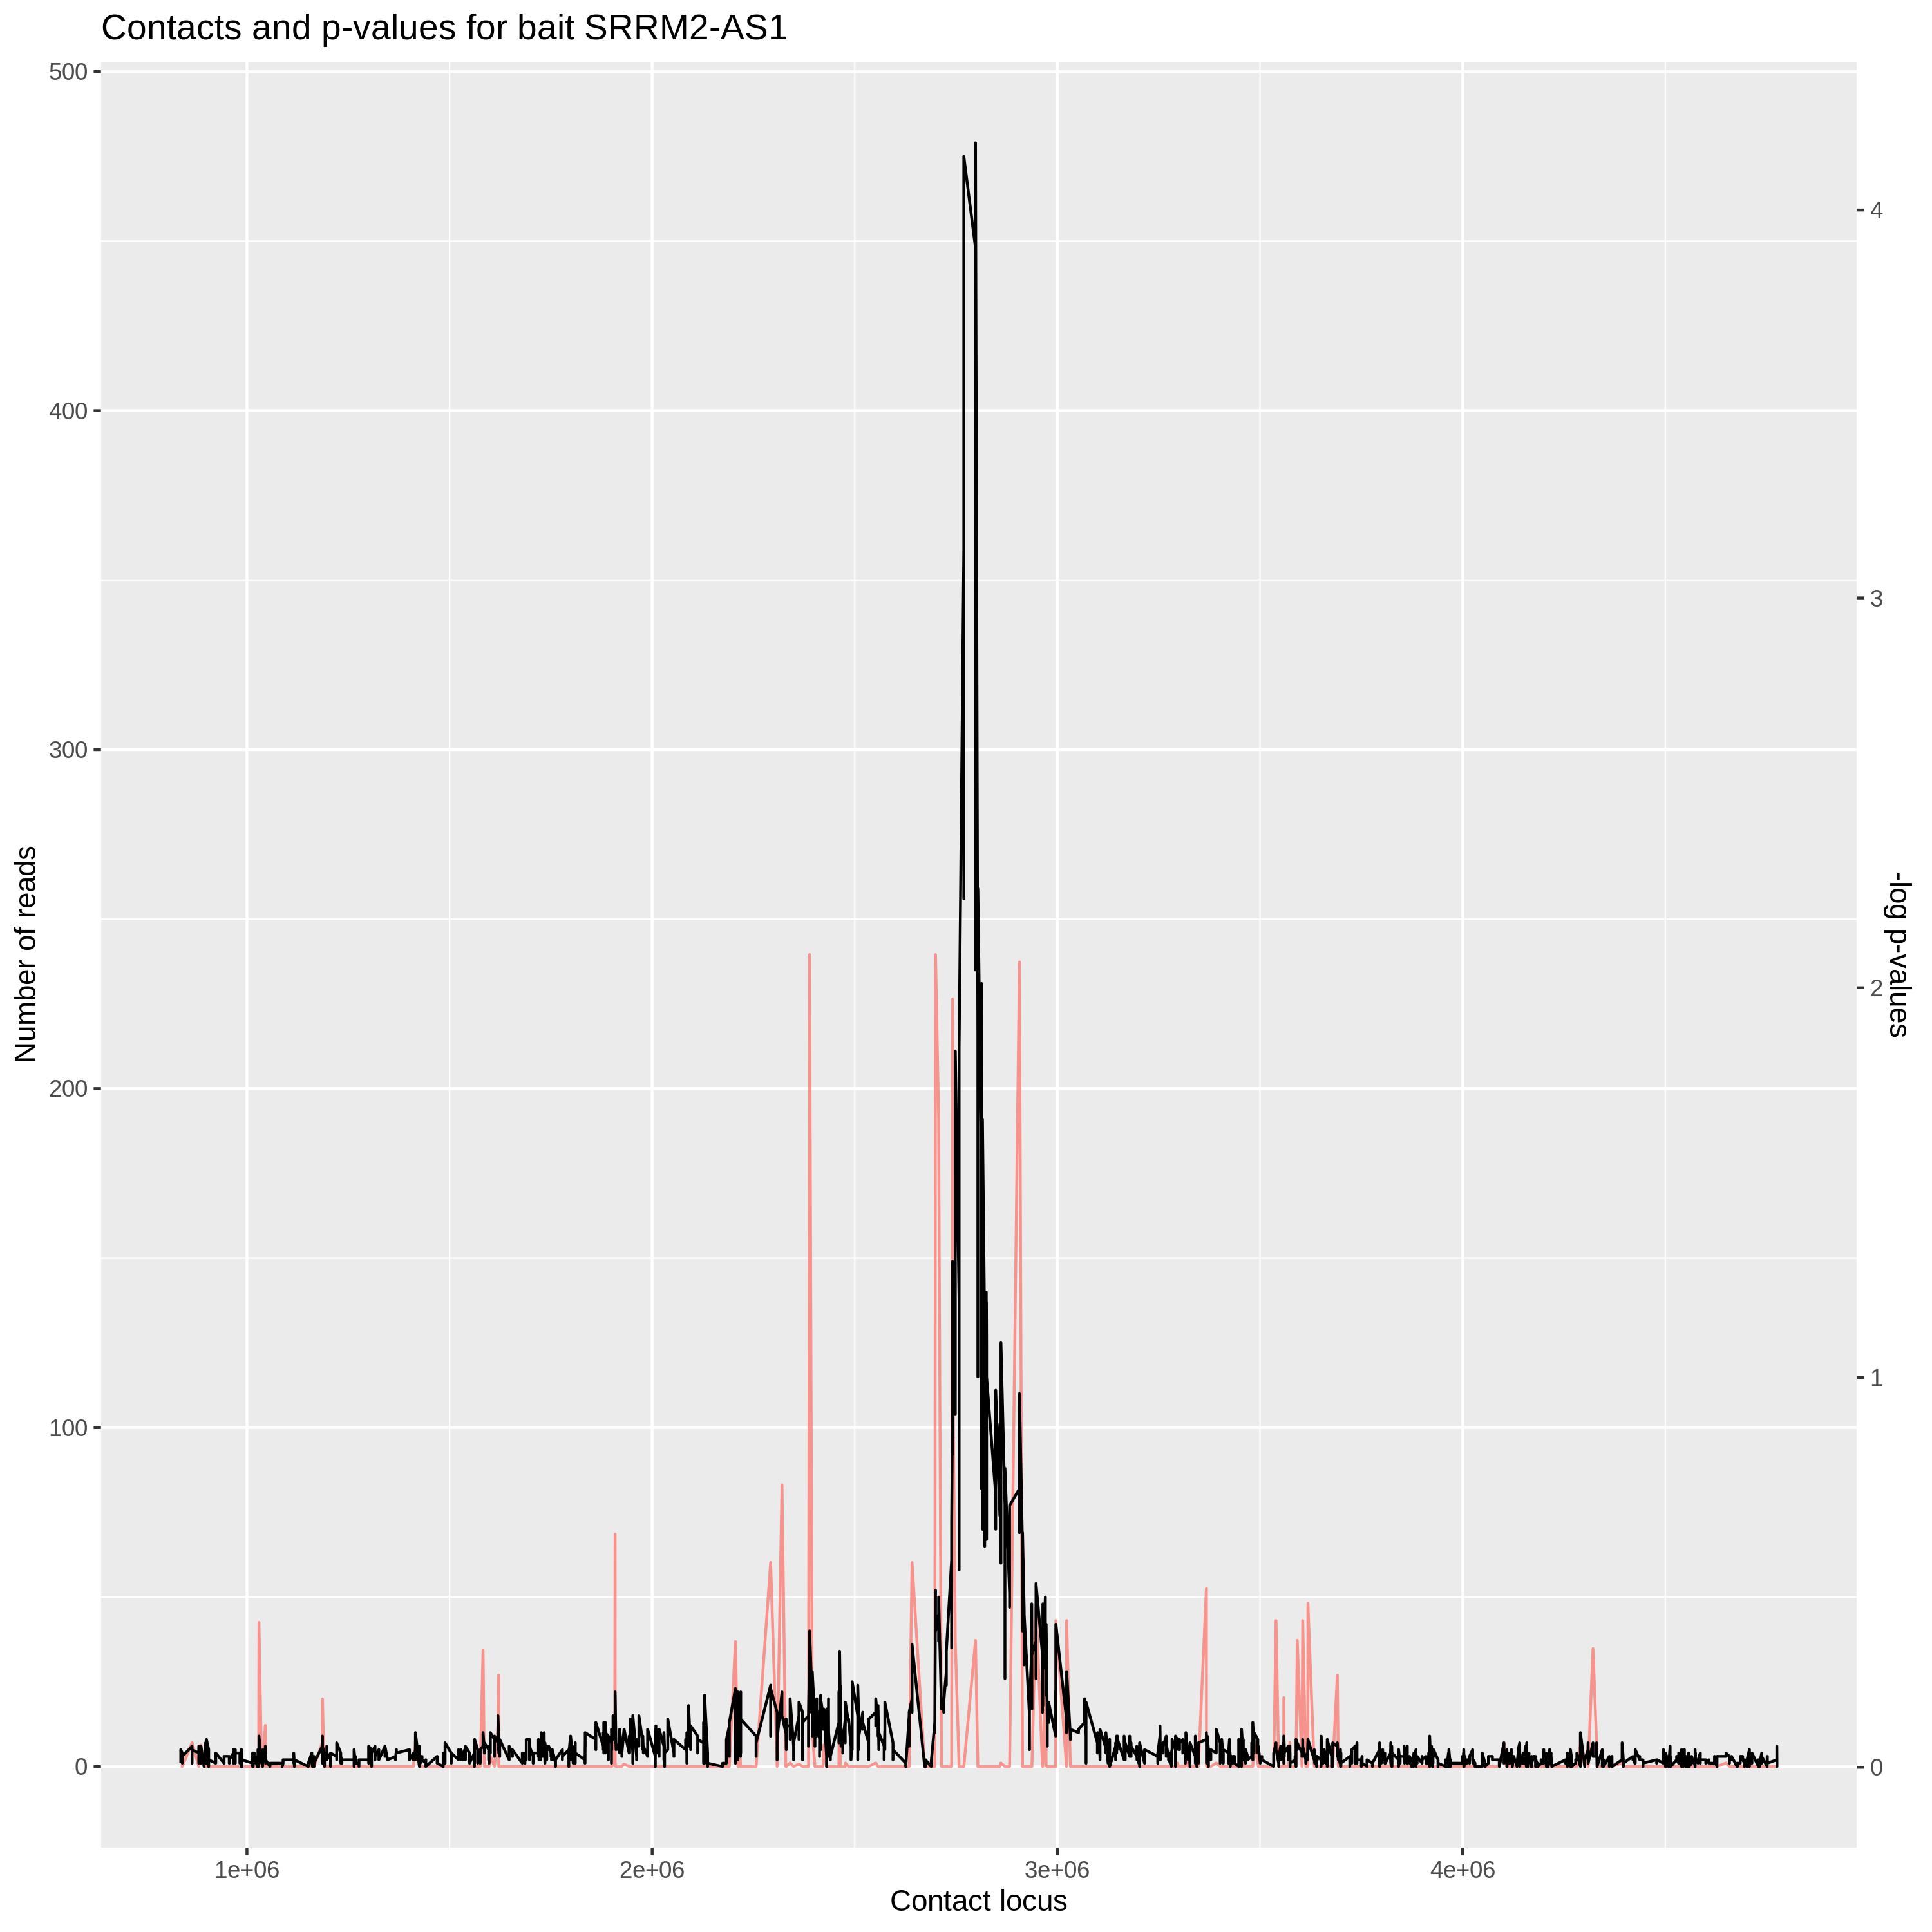 Contacts and p-values for bait SRRM2-AS1
500
400
300
200
100
0
Number of reads
4
3
2
1
0
-log p-values
1e+06
2e+06
3e+06
4e+06
Contact locus